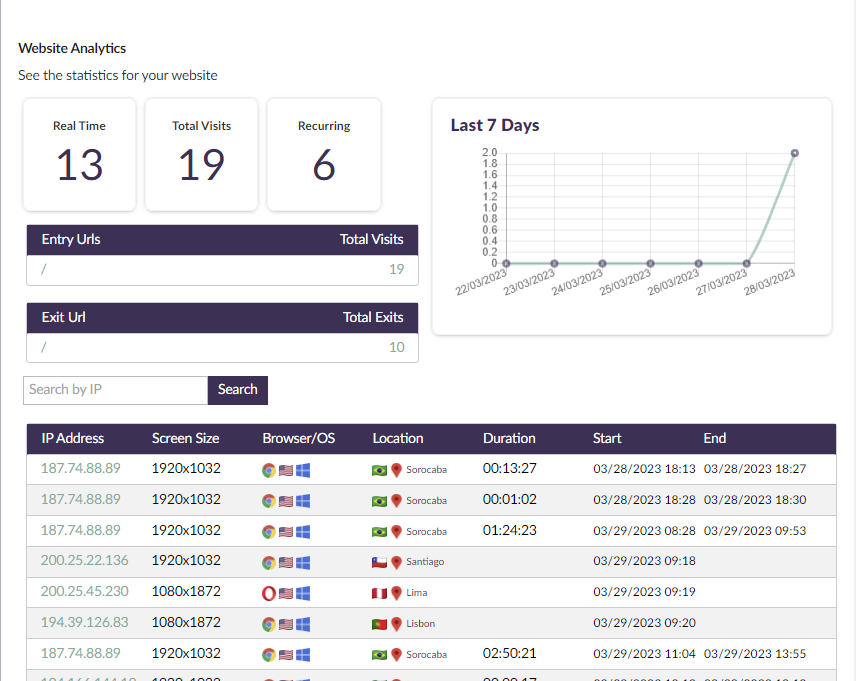 Website Analytics
See the statistics for your website
Real Time
13
Total Visits
19
Recurring
6
Entry Urls Total Visits
/ 19
Exit Url Total Exits
/ 10
Last 7 Days
2.0
1.8
1.6
1.4
1.2
1.0
0.8
0.6
0.4
0.2
0
22/03/2023 23/03/2023 24/03/2023 25/03/2023 26/03/2023 27/03/2023 28/03/2023
Search by IP Search
IP Address Screen Size Browser/OS Location Duration Start End
187.74.88.89 1920x1032 Sorocaba 00:13:27 03/28/2023 18:13 03/28/2023 18:27
187.74.88.89 1920x1032 Sorocaba 00:01:02 03/28/2023 18:28 03/28/2023 18:30
187.74.88.89 1920x1032 Sorocaba 01:24:23 03/29/2023 08:28 03/29/2023 09:53
200.25.22.136 1920x1032 Santiago 03/29/2023 09:18
200.25.45.230 1080x1872 Lima 03/29/2023 09:19
194.39.126.83 1080x1872 Lisbon 03/29/2023 09:20
187.74.88.89 1920x1032 Sorocaba 02:50:21 03/29/2023 11:04 03/29/2023 13:55